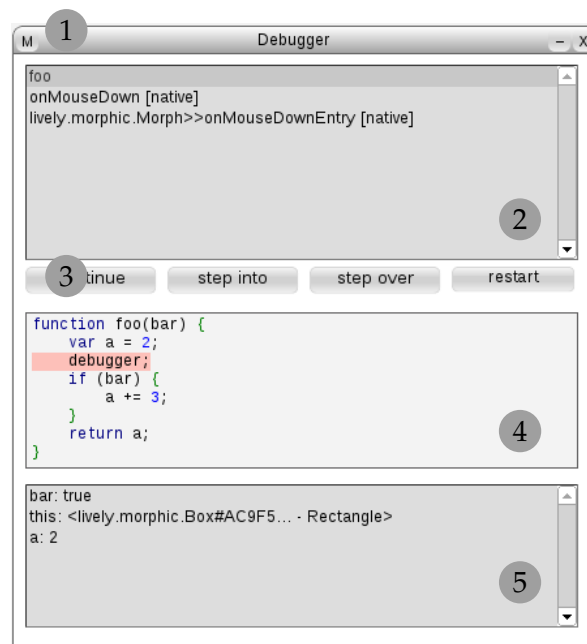 1
M Debugger – X
foo
onMouseDown [native]
lively.morphic.Morph>>onMouseDownEntry [native]
2
3 tinue step into step over restart
function foo(bar) {
    var a = 2;
    debugger;
    if (bar) {
        a += 3;
    }
    return a;
}
4
bar: true
this: <lively.morphic.Box#AC9F5... - Rectangle>
a: 2
5